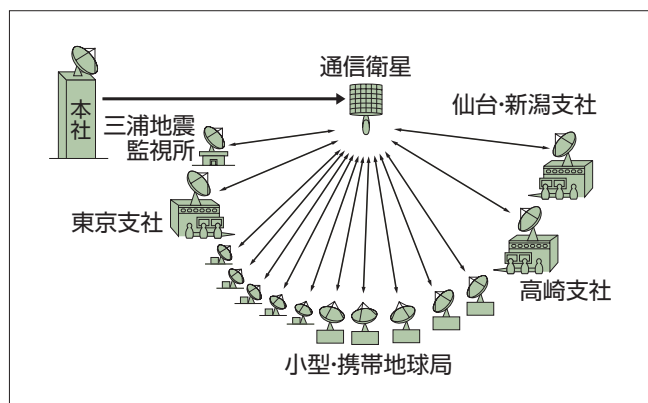 通信衛星
本社
仙台・新潟支社
三浦地震
監視所
東京支社
高崎支社
小型・携帯地球局